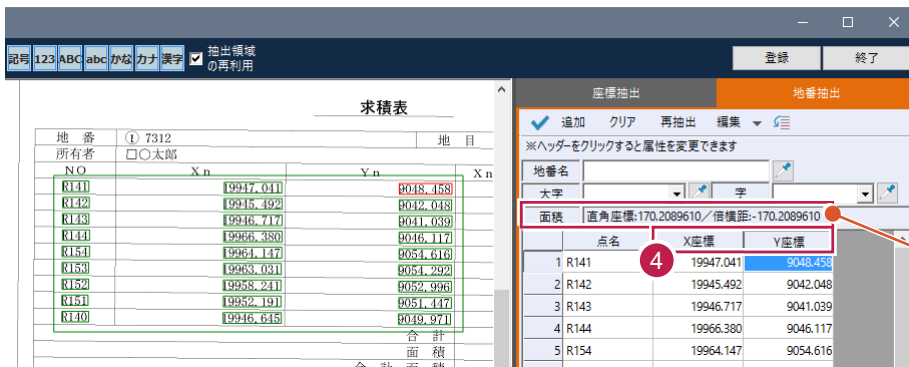 記号 123 ABC abc かな カナ 漢字 抽出領域の再利用 登録 終了
求積表
地 番 ① 7312 地 目
所有者 □○太郎
NO Xn Yn Xn
R141 19947.041 9048.458
R142 19945.492 9042.048
R143 19946.717 9041.039
R144 19966.380 9046.117
R154 19964.147 9054.616
R153 19963.031 9054.292
R152 19958.241 9052.996
R151 19952.191 9051.447
R140 19946.645 9049.971
合 計
面 積
合 計 面 積
座標抽出 地番抽出
追加 クリア 再抽出 編集
※ヘッダーをクリックすると属性を変更できます
地番名
大字 字
面積 直角座標:170.2089610/倍横距:-170.2089610
4
点名 X座標 Y座標
1 R141 19947.041 9048.458
2 R142 19945.492 9042.048
3 R143 19946.717 9041.039
4 R144 19966.380 9046.117
5 R154 19964.147 9054.616